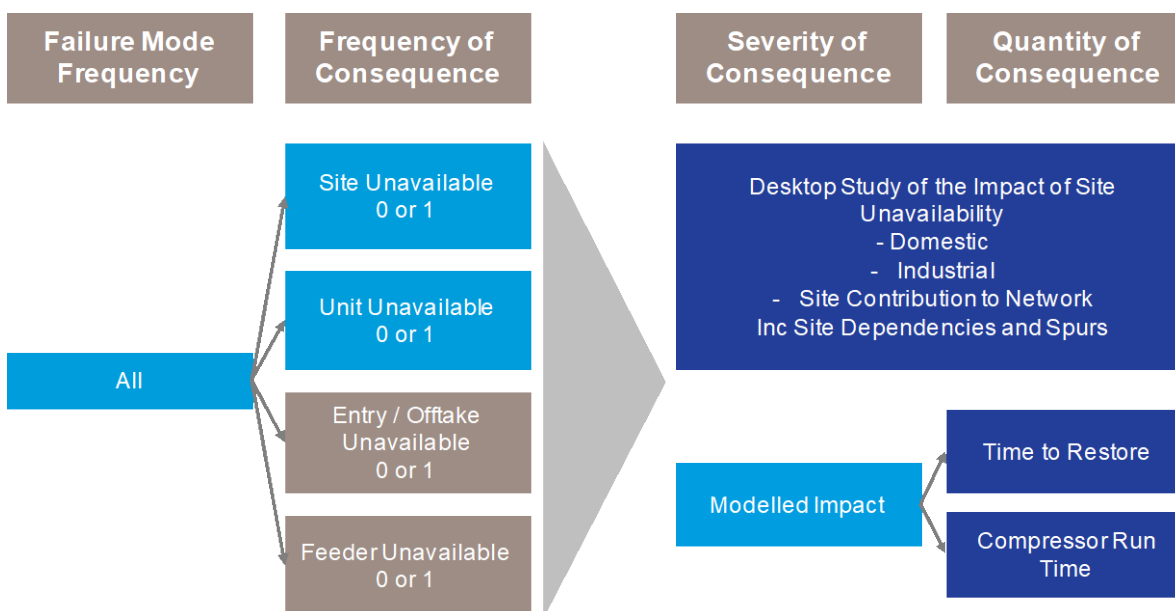 Failure Mode
Frequency
Frequency of
Consequence
Severity of
Consequence
Quantity of
Consequence
Site Unavailable
0 or 1
Unit Unavailable
0 or 1
All
Entry / Offtake
Unavailable
0 or 1
Feeder Unavailable
0 or 1
Desktop Study of the Impact of Site
Unavailability
- Domestic
- Industrial
- Site Contribution to Network
Inc Site Dependencies and Spurs
Modelled Impact
Time to Restore
Compressor Run
Time